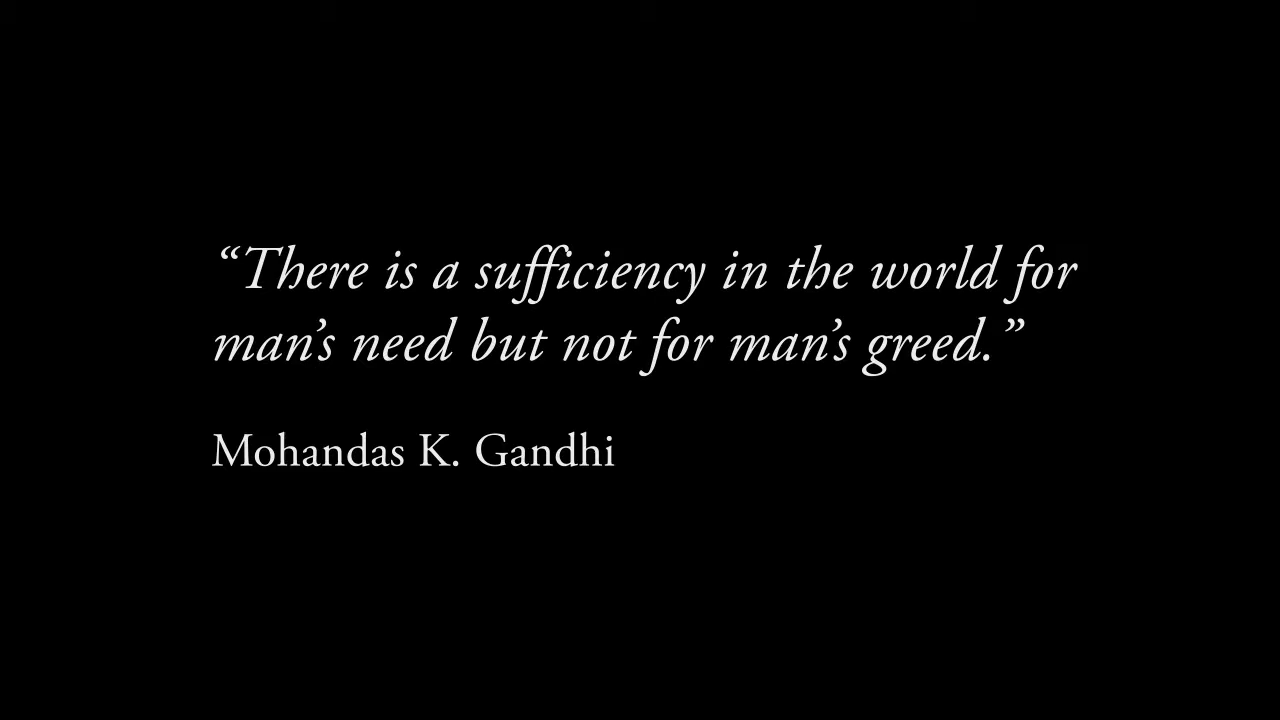 “There is a sufficiency in the world for
man’s need but not for man’s greed.”
Mohandas K. Gandhi